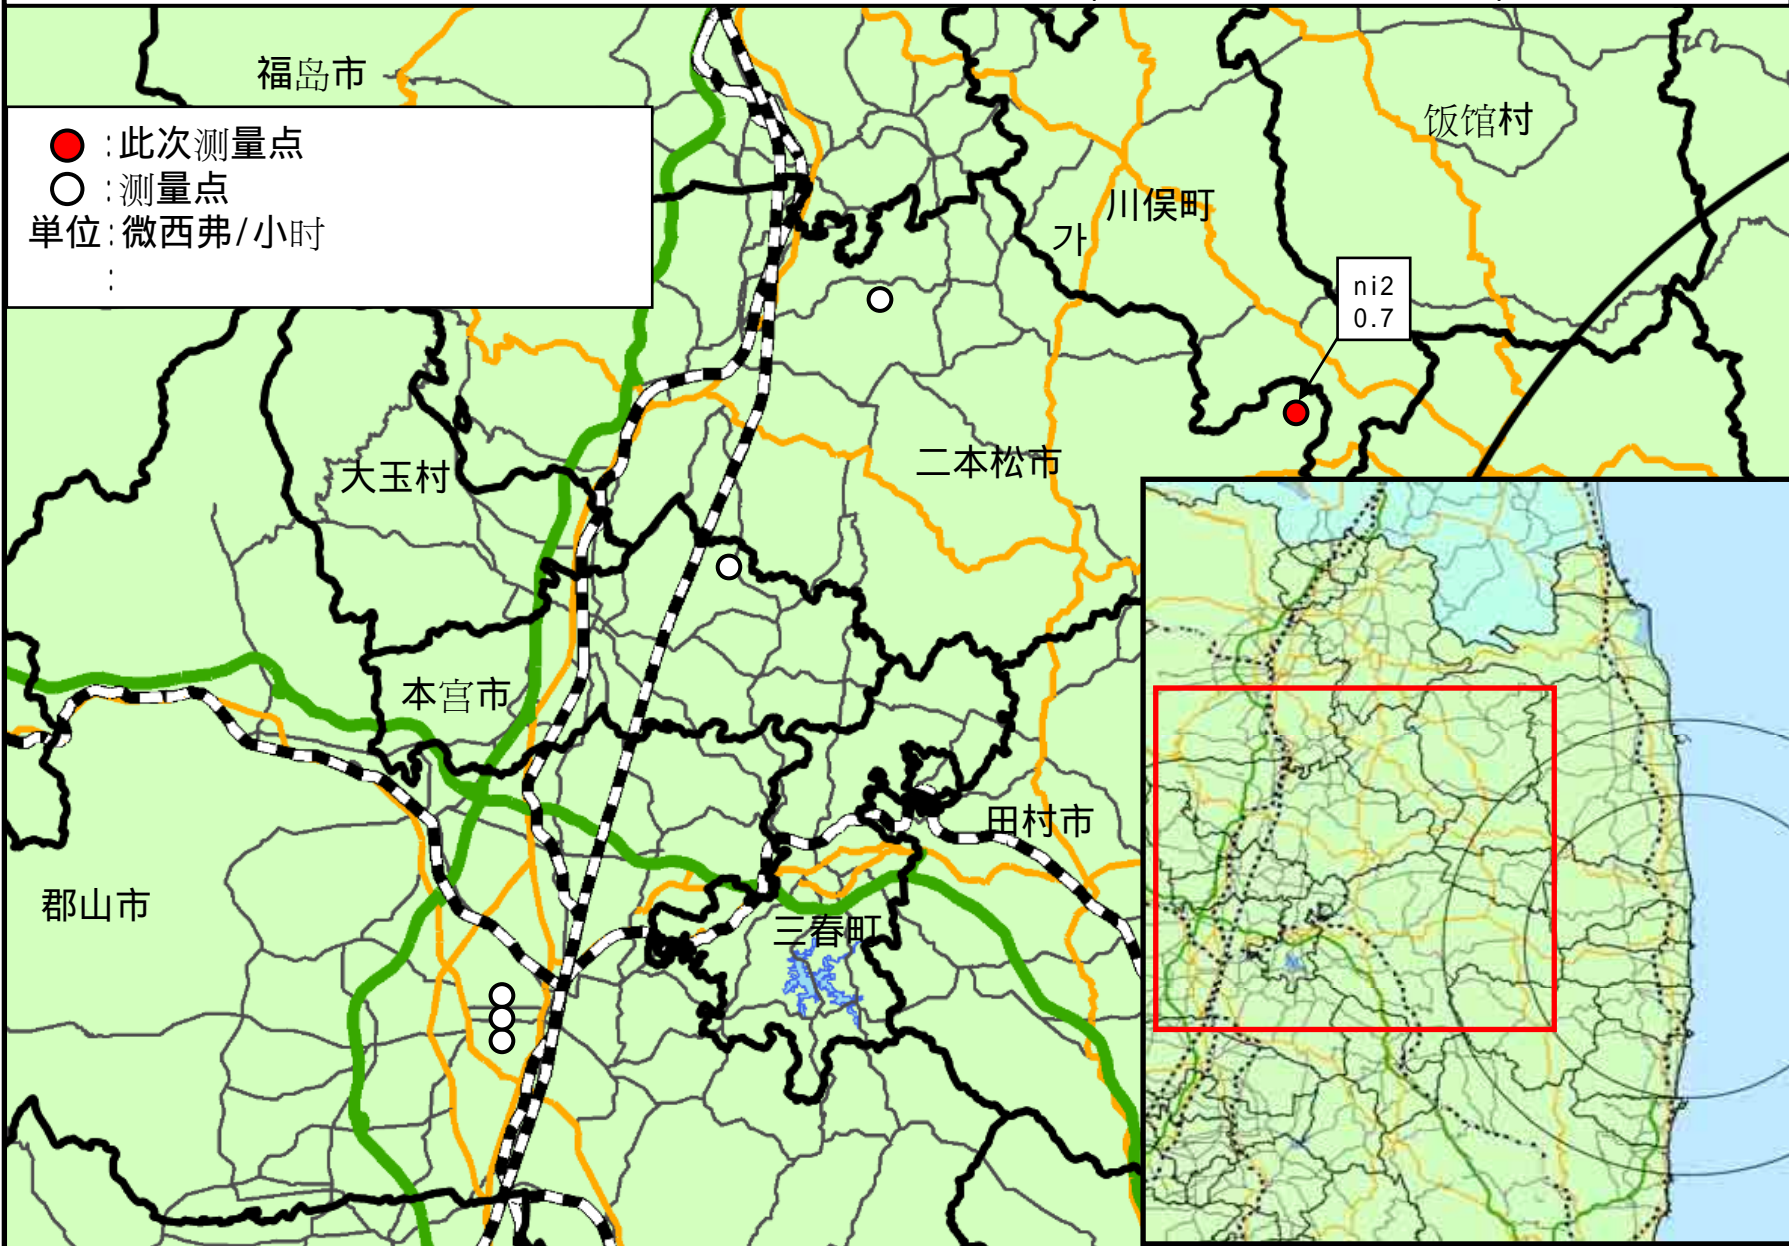 福岛市
饭馆村
:此次测量点
:测量点
単位:微西弗/小时
:
川俣町
가
ni2
0.7
大玉村
二本松市
本宫市
田村市
郡山市
三春町